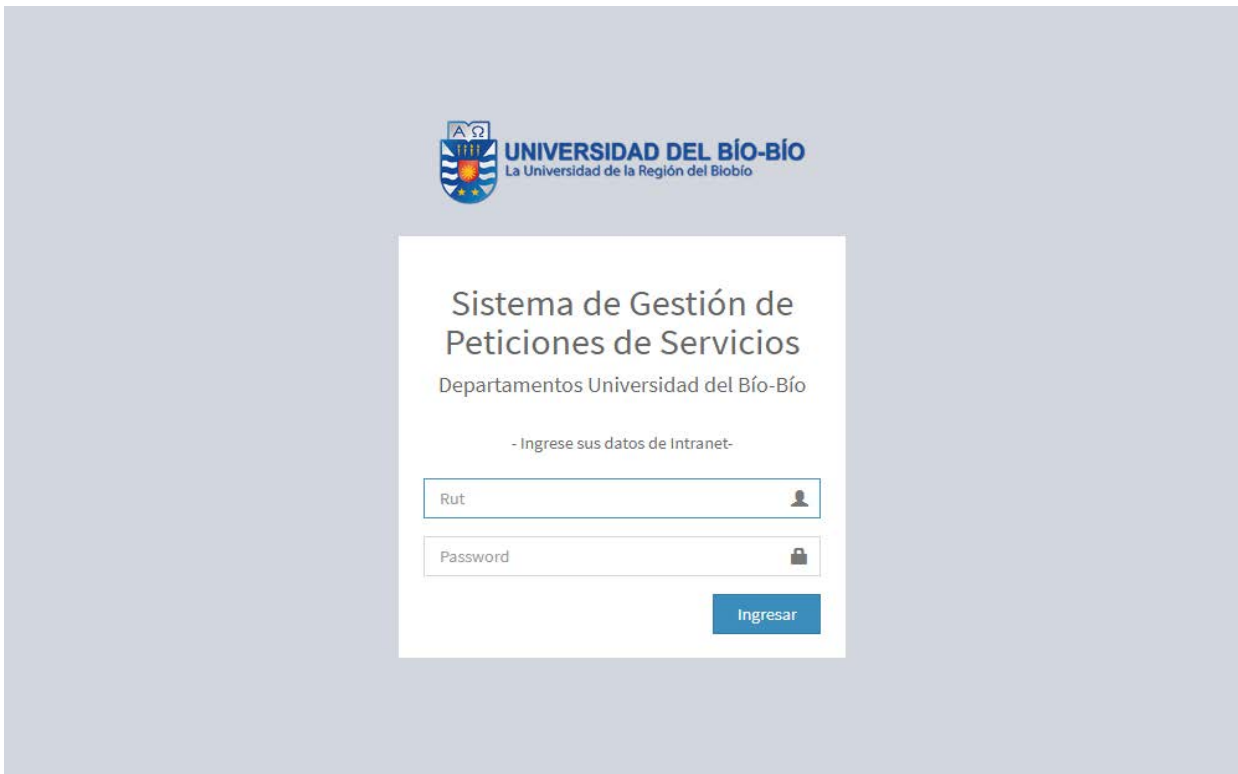 ΑΩ
UNIVERSIDAD DEL BÍO-BÍO
La Universidad de la Región del Biobío
Sistema de Gestión de
Peticiones de Servicios
Departamentos Universidad del Bío-Bío
- Ingrese sus datos de Intranet-
Rut
Password
Ingresar